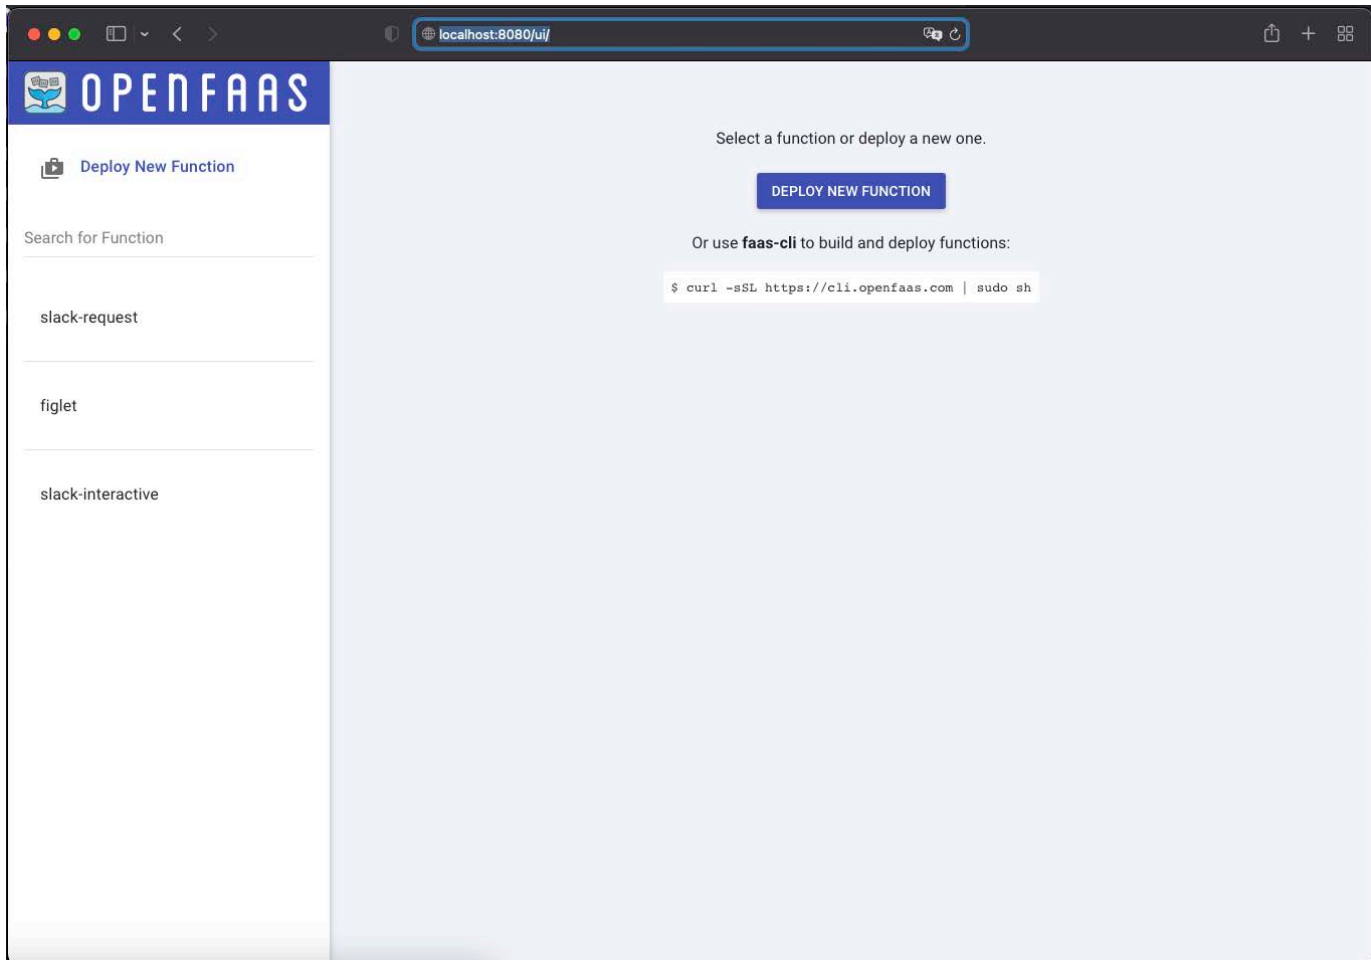 localhost:8080/ui/
OPENFAAS
Deploy New Function
Search for Function
slack-request
figlet
slack-interactive
Select a function or deploy a new one.
DEPLOY NEW FUNCTION
Or use faas-cli to build and deploy functions:
$ curl -sSL https://cli.openfaas.com | sudo sh